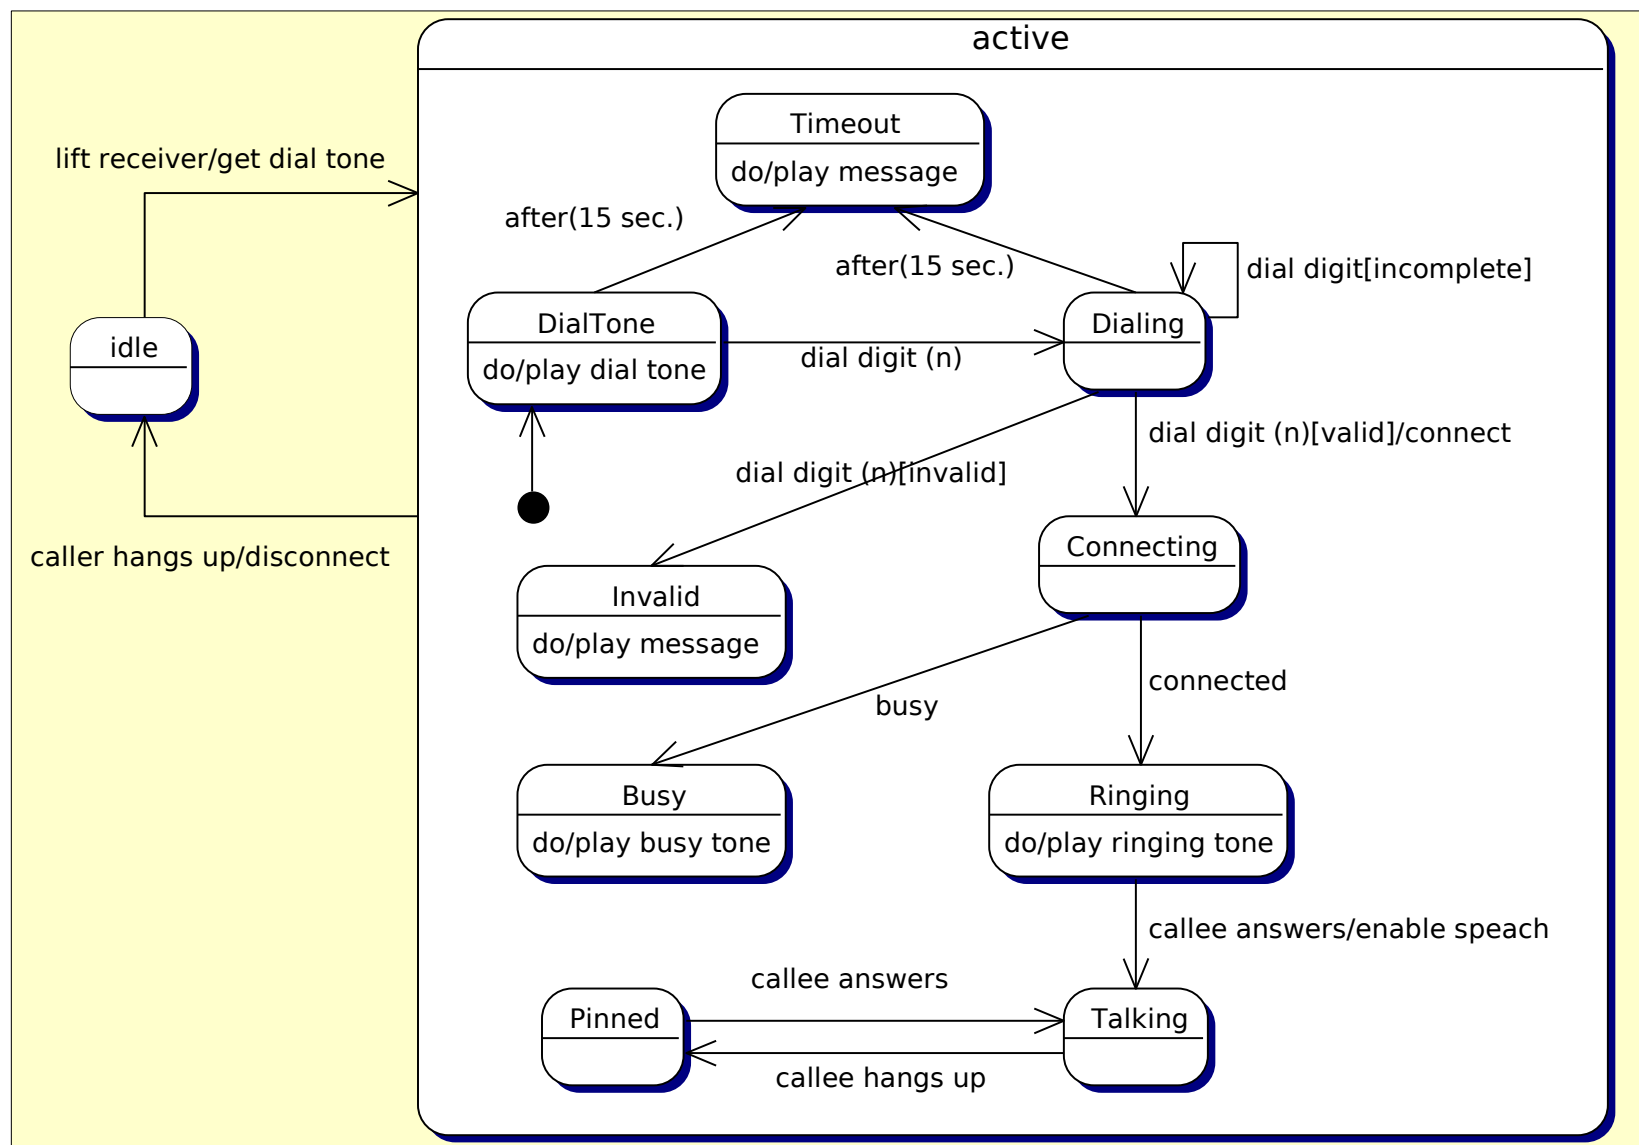 active
Timeout
do/play message
lift receiver/get dial tone
after(15 sec.)
after(15 sec.)
dial digit[incomplete]
DialTone
do/play dial tone
dial digit (n)
Dialing
idle
dial digit (n)[valid]/connect
dial digit (n)[invalid]
caller hangs up/disconnect
Connecting
Invalid
do/play message
connected
busy
Busy
do/play busy tone
Ringing
do/play ringing tone
callee answers/enable speach
callee answers
Pinned
Talking
callee hangs up